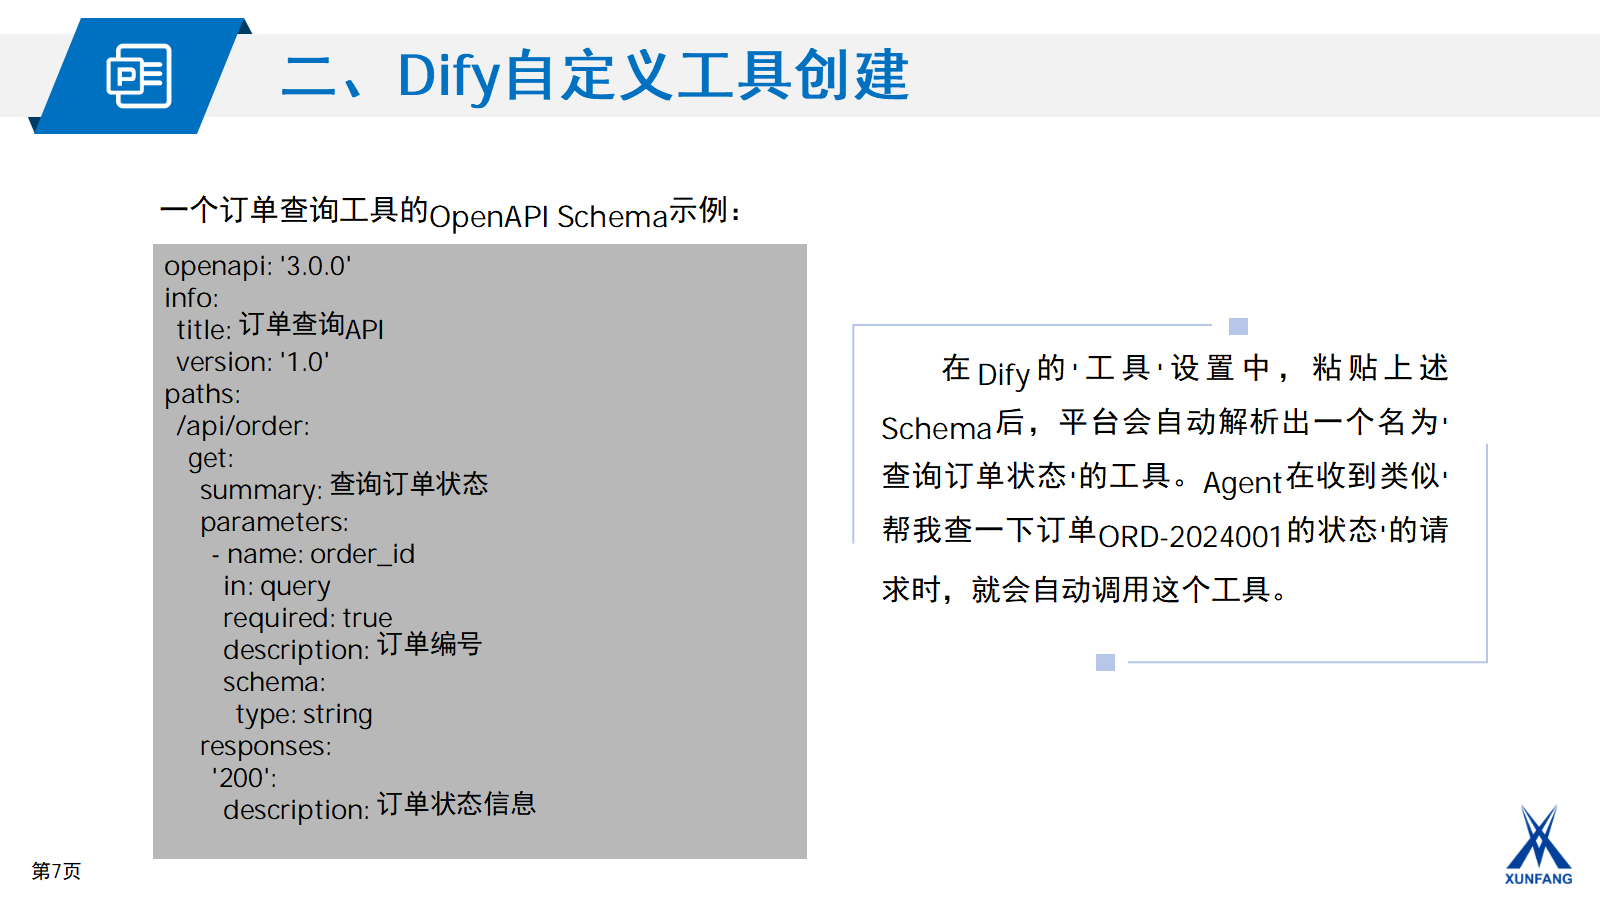 二、Dify自定义工具创建
一个订单查询工具的OpenAPI Schema示例：
openapi: '3.0.0'
info:
title: 订单查询API
version: '1.0'
paths:
/api/order:
get:
summary: 查询订单状态
parameters:
- name: order_id
in: query
required: true
description: 订单编号
schema:
type: string
responses:
'200':
description: 订单状态信息
在Dify的'工具'设置中，粘贴上述
Schema后，平台会自动解析出一个名为'
查询订单状态'的工具。Agent在收到类似'
帮我查一下订单ORD-2024001的状态'的请
求时，就会自动调用这个工具。
第7页
XUNFANG